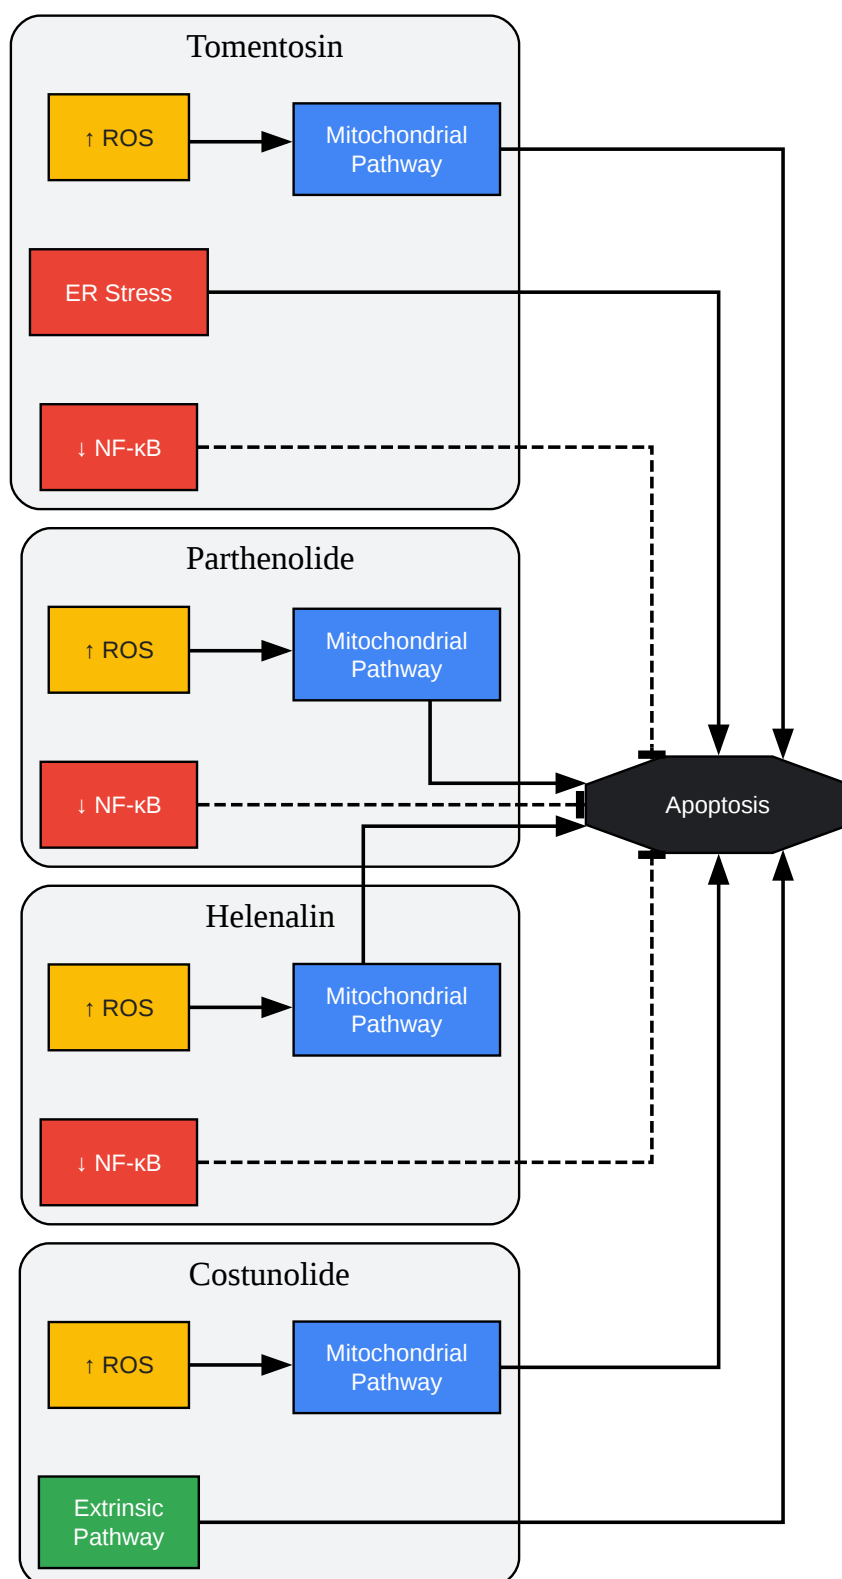 Tomentosin
↑ ROS
Mitochondrial
Pathway
ER Stress
↓ NF-κB
Parthenolide
↑ ROS
Mitochondrial
Pathway
↓ NF-κB
Apoptosis
Helenalin
↑ ROS
Mitochondrial
Pathway
↓ NF-κB
Costunolide
↑ ROS
Mitochondrial
Pathway
Extrinsic
Pathway